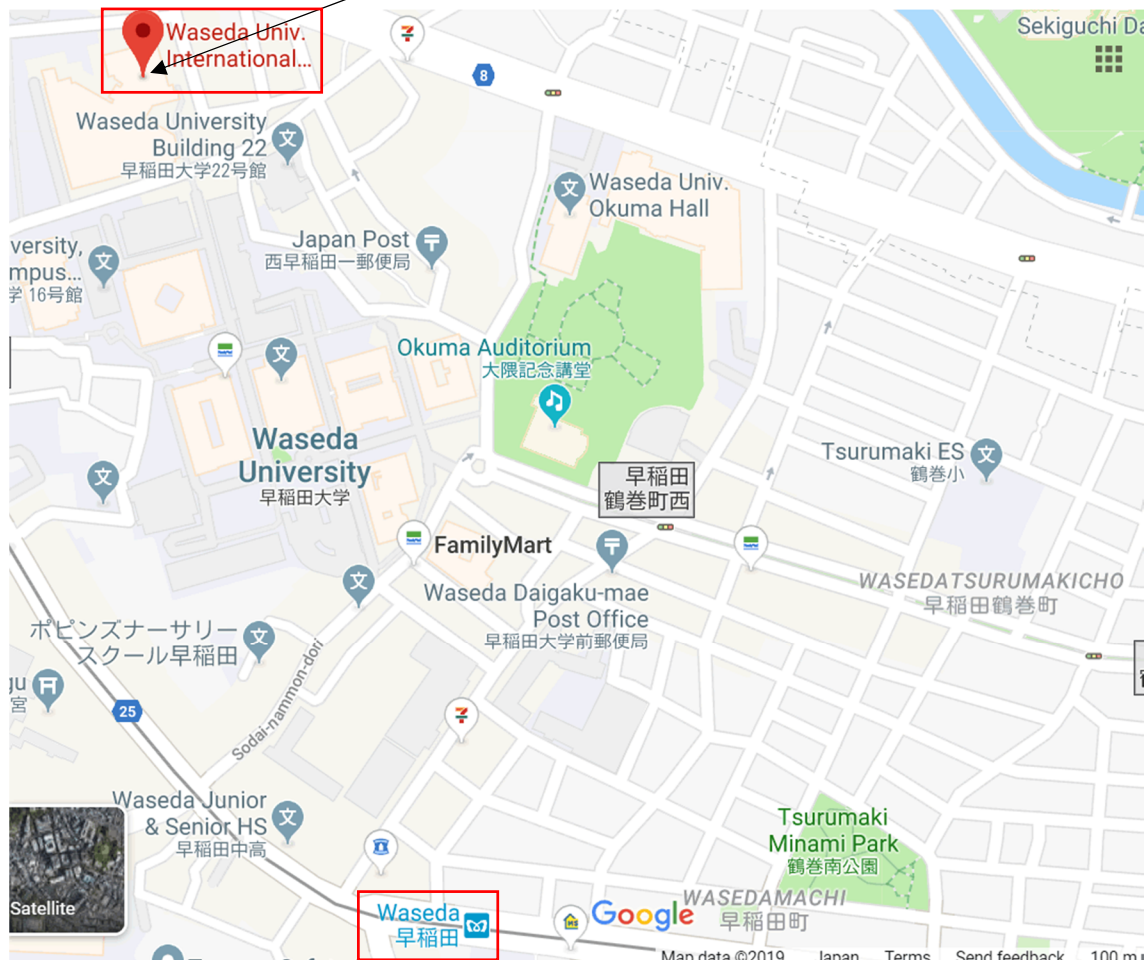 Waseda Univ.
International...
Sekiguchi Da
8
Waseda University
Building 22
早稲田大学22号館
Waseda Univ.
Okuma Hall
versity,
mpus...
学 16号館
Japan Post
西早稲田一郵便局
Okuma Auditorium
大隈記念講堂
Waseda
University
早稲田大学
Tsurumaki ES
鶴巻小
早稲田
鶴巻町西
FamilyMart
Waseda Daigaku-mae
Post Office
早稲田大学前郵便局
WASEDATSURUMAKICHO
早稲田鶴巻町
ポピンズナーサリー
スクール早稲田
gu
宮
25
Sodai-nammon-dori
Waseda Junior
& Senior HS
早稲田中高
Tsurumaki
Minami Park
鶴巻南公園
Satellite
Waseda
早稲田
Google
WASEDAMACHI
早稲田町
Map data ©2019 Japan Terms Send feedback 100 m